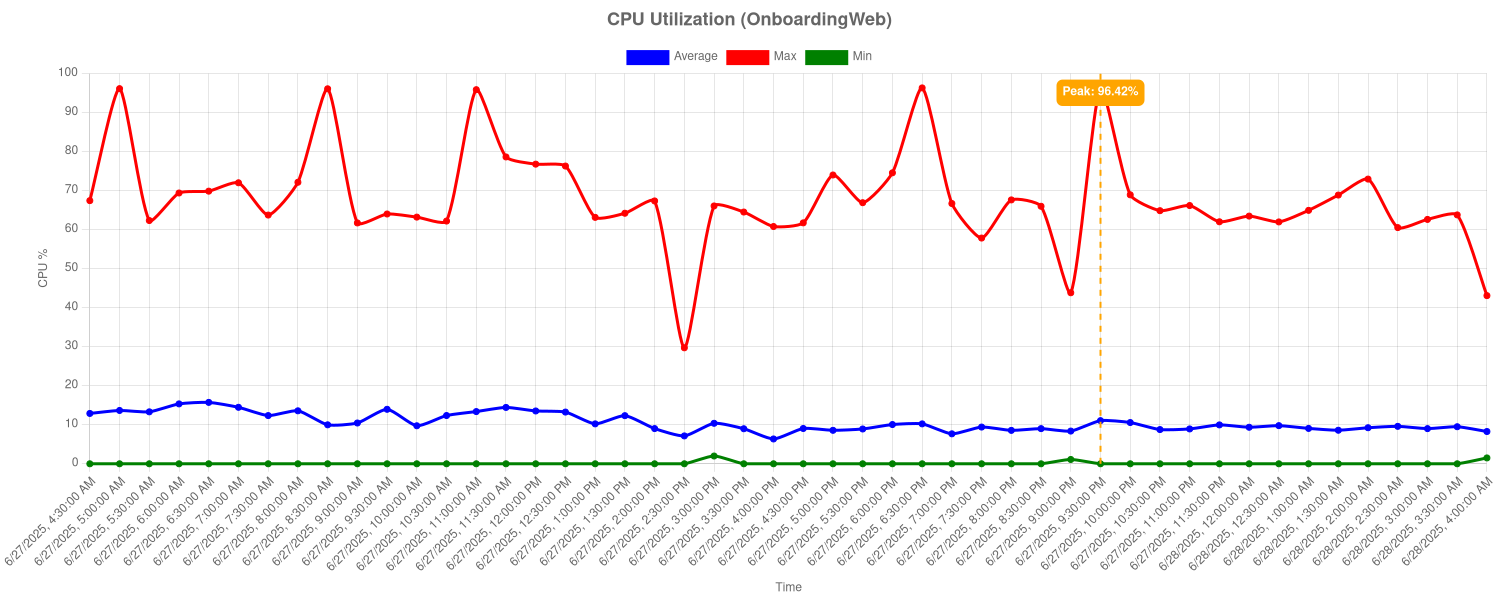 CPU Utilization (OnboardingWeb)
Average Max Min
100
90
80
70
60
50
40
30
20
10
0
CPU %
Peak: 96.42%
6/27/2025, 4:30:00 AM
6/27/2025, 5:00:00 AM
6/27/2025, 5:30:00 AM
6/27/2025, 6:00:00 AM
6/27/2025, 6:30:00 AM
6/27/2025, 7:00:00 AM
6/27/2025, 7:30:00 AM
6/27/2025, 8:00:00 AM
6/27/2025, 8:30:00 AM
6/27/2025, 9:00:00 AM
6/27/2025, 9:30:00 AM
6/27/2025, 10:00:00 AM
6/27/2025, 10:30:00 AM
6/27/2025, 11:00:00 AM
6/27/2025, 11:30:00 AM
6/27/2025, 12:00:00 PM
6/27/2025, 12:30:00 PM
6/27/2025, 1:00:00 PM
6/27/2025, 1:30:00 PM
6/27/2025, 2:00:00 PM
6/27/2025, 2:30:00 PM
6/27/2025, 3:00:00 PM
6/27/2025, 3:30:00 PM
6/27/2025, 4:00:00 PM
6/27/2025, 4:30:00 PM
6/27/2025, 5:00:00 PM
6/27/2025, 5:30:00 PM
6/27/2025, 6:00:00 PM
6/27/2025, 6:30:00 PM
6/27/2025, 7:00:00 PM
6/27/2025, 7:30:00 PM
6/27/2025, 8:00:00 PM
6/27/2025, 8:30:00 PM
6/27/2025, 9:00:00 PM
6/27/2025, 9:30:00 PM
6/27/2025, 10:00:00 PM
6/27/2025, 10:30:00 PM
6/27/2025, 11:00:00 PM
6/27/2025, 11:30:00 PM
6/28/2025, 12:00:00 AM
6/28/2025, 12:30:00 AM
6/28/2025, 1:00:00 AM
6/28/2025, 1:30:00 AM
6/28/2025, 2:00:00 AM
6/28/2025, 2:30:00 AM
6/28/2025, 3:00:00 AM
6/28/2025, 3:30:00 AM
6/28/2025, 4:00:00 AM
Time